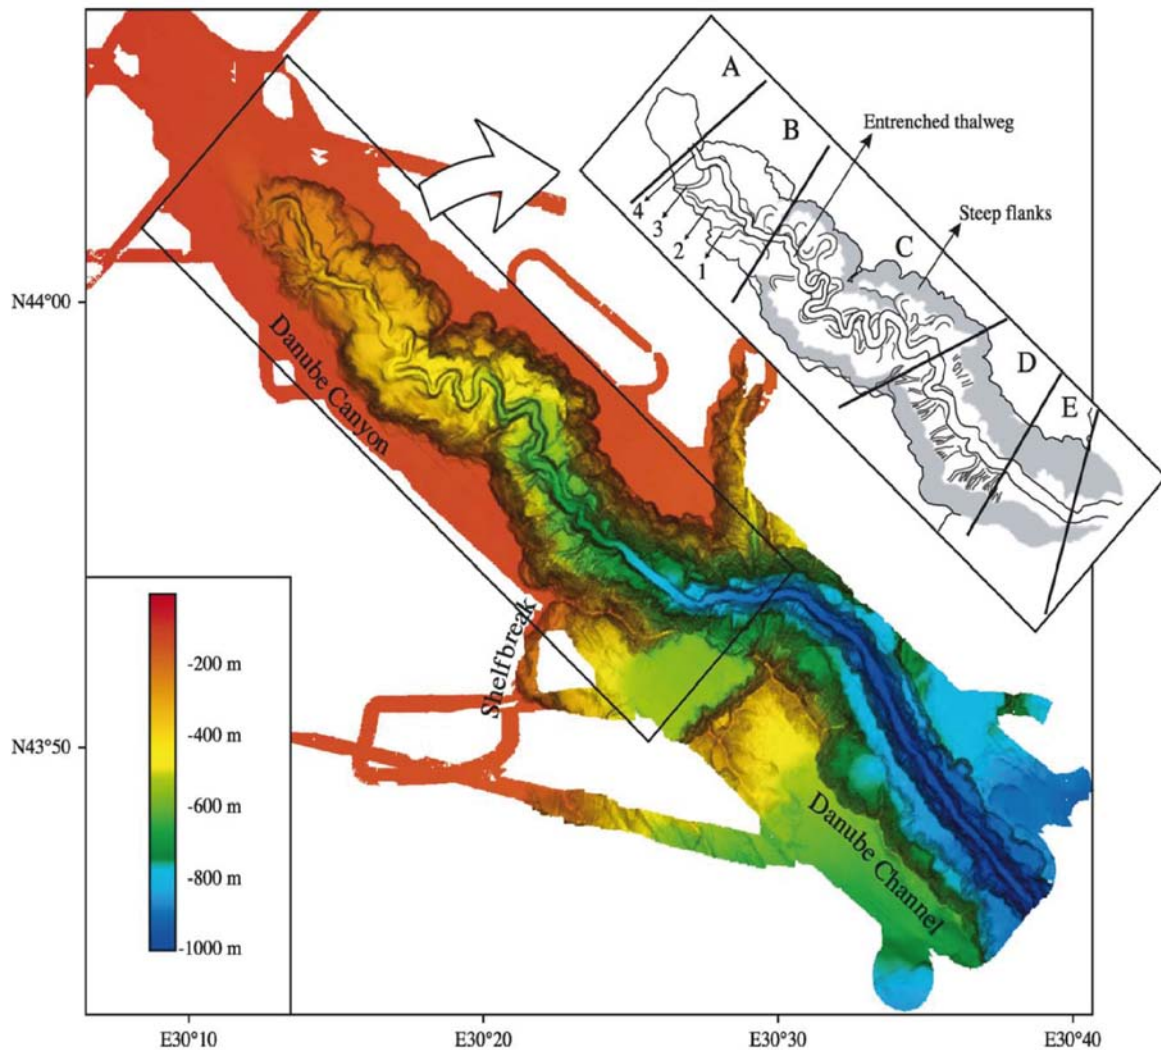 A
B
Entrenched thalweg
Steep flanks
4
3
2
1
C
N44°00
Danube Canyon
D
E
Shelfbreak
-200 m
-400 m
-600 m
-800 m
-1000 m
N43°50
Danube Channel
E30°10
E30°20
E30°30
E30°40